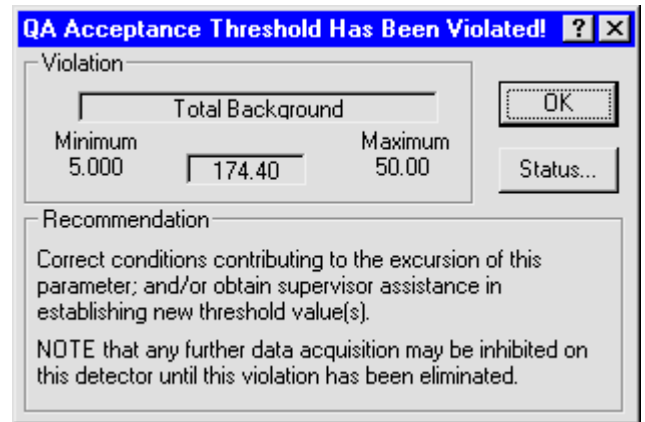 QA Acceptance Threshold Has Been Violated! ? ×
Violation
Total Background
OK
Minimum
Maximum
5.000
174.40
50.00
Status...
Recommendation
Correct conditions contributing to the excursion of this
parameter; and/or obtain supervisor assistance in
establishing new threshold value(s).
NOTE that any further data acquisition may be inhibited on
this detector until this violation has been eliminated.